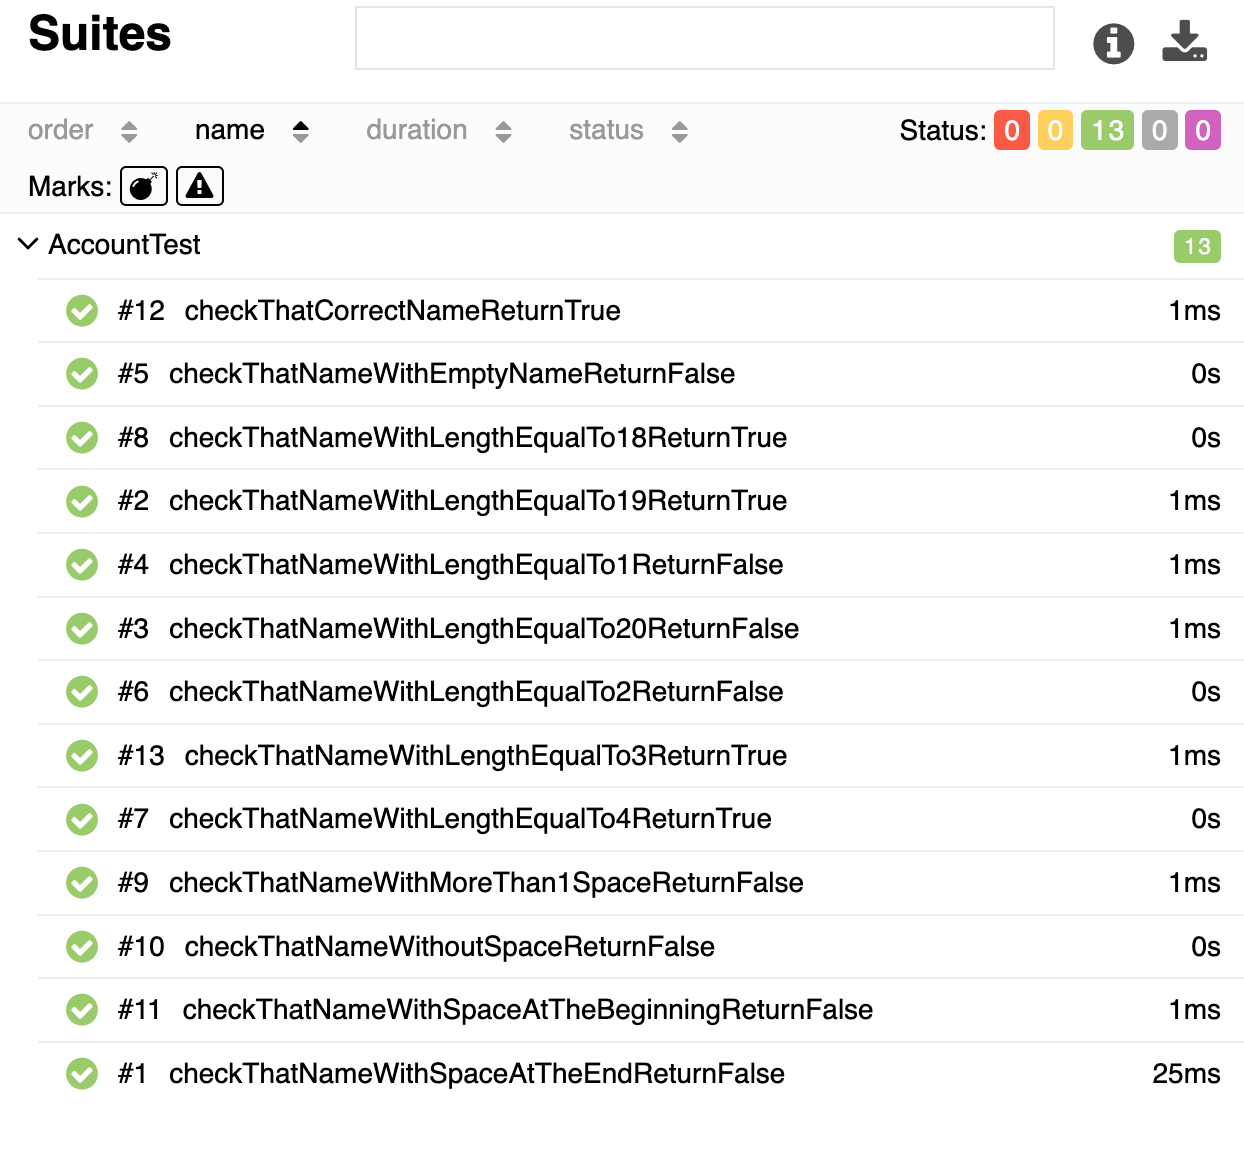 Suites
order name duration status Status: 0 0 13 0 0
Marks:
AccountTest 13
#12 checkThatCorrectNameReturnTrue 1ms
#5 checkThatNameWithEmptyNameReturnFalse 0s
#8 checkThatNameWithLengthEqualTo18ReturnTrue 0s
#2 checkThatNameWithLengthEqualTo19ReturnTrue 1ms
#4 checkThatNameWithLengthEqualTo1ReturnFalse 1ms
#3 checkThatNameWithLengthEqualTo20ReturnFalse 1ms
#6 checkThatNameWithLengthEqualTo2ReturnFalse 0s
#13 checkThatNameWithLengthEqualTo3ReturnTrue 1ms
#7 checkThatNameWithLengthEqualTo4ReturnTrue 0s
#9 checkThatNameWithMoreThan1SpaceReturnFalse 1ms
#10 checkThatNameWithoutSpaceReturnFalse 0s
#11 checkThatNameWithSpaceAtTheBeginningReturnFalse 1ms
#1 checkThatNameWithSpaceAtTheEndReturnFalse 25ms